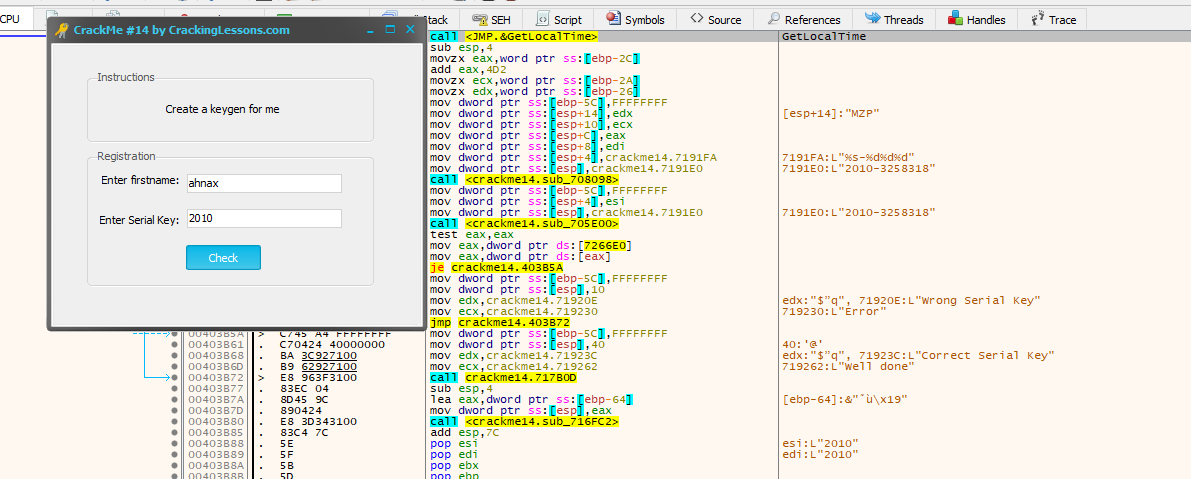 CPU
Stack
SEH
Script
Symbols
Source
References
Threads
Handles
Trace
CrackMe #14 by CrackingLessons.com
Instructions
Create a keygen for me
Registration
Enter firstname: ahnax
Enter Serial Key: 2010
Check
call <JMP.&GetLocalTime> GetLocalTime
sub esp,4
movzx eax,word ptr ss:[ebp-2C]
add eax,4D2
movzx ecx,word ptr ss:[ebp-2A]
movzx edx,word ptr ss:[ebp-26]
mov dword ptr ss:[ebp-5C],FFFFFFFF
mov dword ptr ss:[esp+14],edx [esp+14]:"MZP"
mov dword ptr ss:[esp+10],ecx
mov dword ptr ss:[esp+C],eax
mov dword ptr ss:[esp+8],edi
mov dword ptr ss:[esp+4],crackme14.7191FA 7191FA:L"%s-%d%d%d"
mov dword ptr ss:[esp],crackme14.7191E0 7191E0:L"2010-3258318"
call <crackme14.sub_708098>
mov dword ptr ss:[ebp-5C],FFFFFFFF
mov dword ptr ss:[esp+4],esi
mov dword ptr ss:[esp],crackme14.7191E0 7191E0:L"2010-3258318"
call <crackme14.sub_705E00>
test eax,eax
mov eax,dword ptr ds:[7266E0]
mov eax,dword ptr ds:[eax]
je crackme14.403B5A
mov dword ptr ss:[ebp-5C],FFFFFFFF
mov dword ptr ss:[esp],10
mov edx,crackme14.71920E edx:"$”q", 71920E:L"Wrong Serial Key"
mov ecx,crackme14.719230 719230:L"Error"
jmp crackme14.403B72
00403B5A > C745 A4 FFFFFFFF mov dword ptr ss:[ebp-5C],FFFFFFFF
00403B61 . C70424 40000000 mov dword ptr ss:[esp],40 40:'@'
00403B68 . BA 3C927100 mov edx,crackme14.71923C edx:"$”q", 71923C:L"Correct Serial Key"
00403B6D . B9 62927100 mov ecx,crackme14.719262 719262:L"Well done"
00403B72 > E8 963F3100 call crackme14.717B0D
00403B77 . 83EC 04 sub esp,4
00403B7A . 8D45 9C lea eax,dword ptr ss:[ebp-64] [ebp-64]:&"¨ù\x19"
00403B7D . 890424 mov dword ptr ss:[esp],eax
00403B80 . E8 3D343100 call <crackme14.sub_716FC2>
00403B85 . 83C4 7C add esp,7C
00403B88 . 5E pop esi esi:L"2010"
00403B89 . 5F pop edi edi:L"2010"
00403B8A . 5B pop ebx
00403B8B . 5D pop ebp